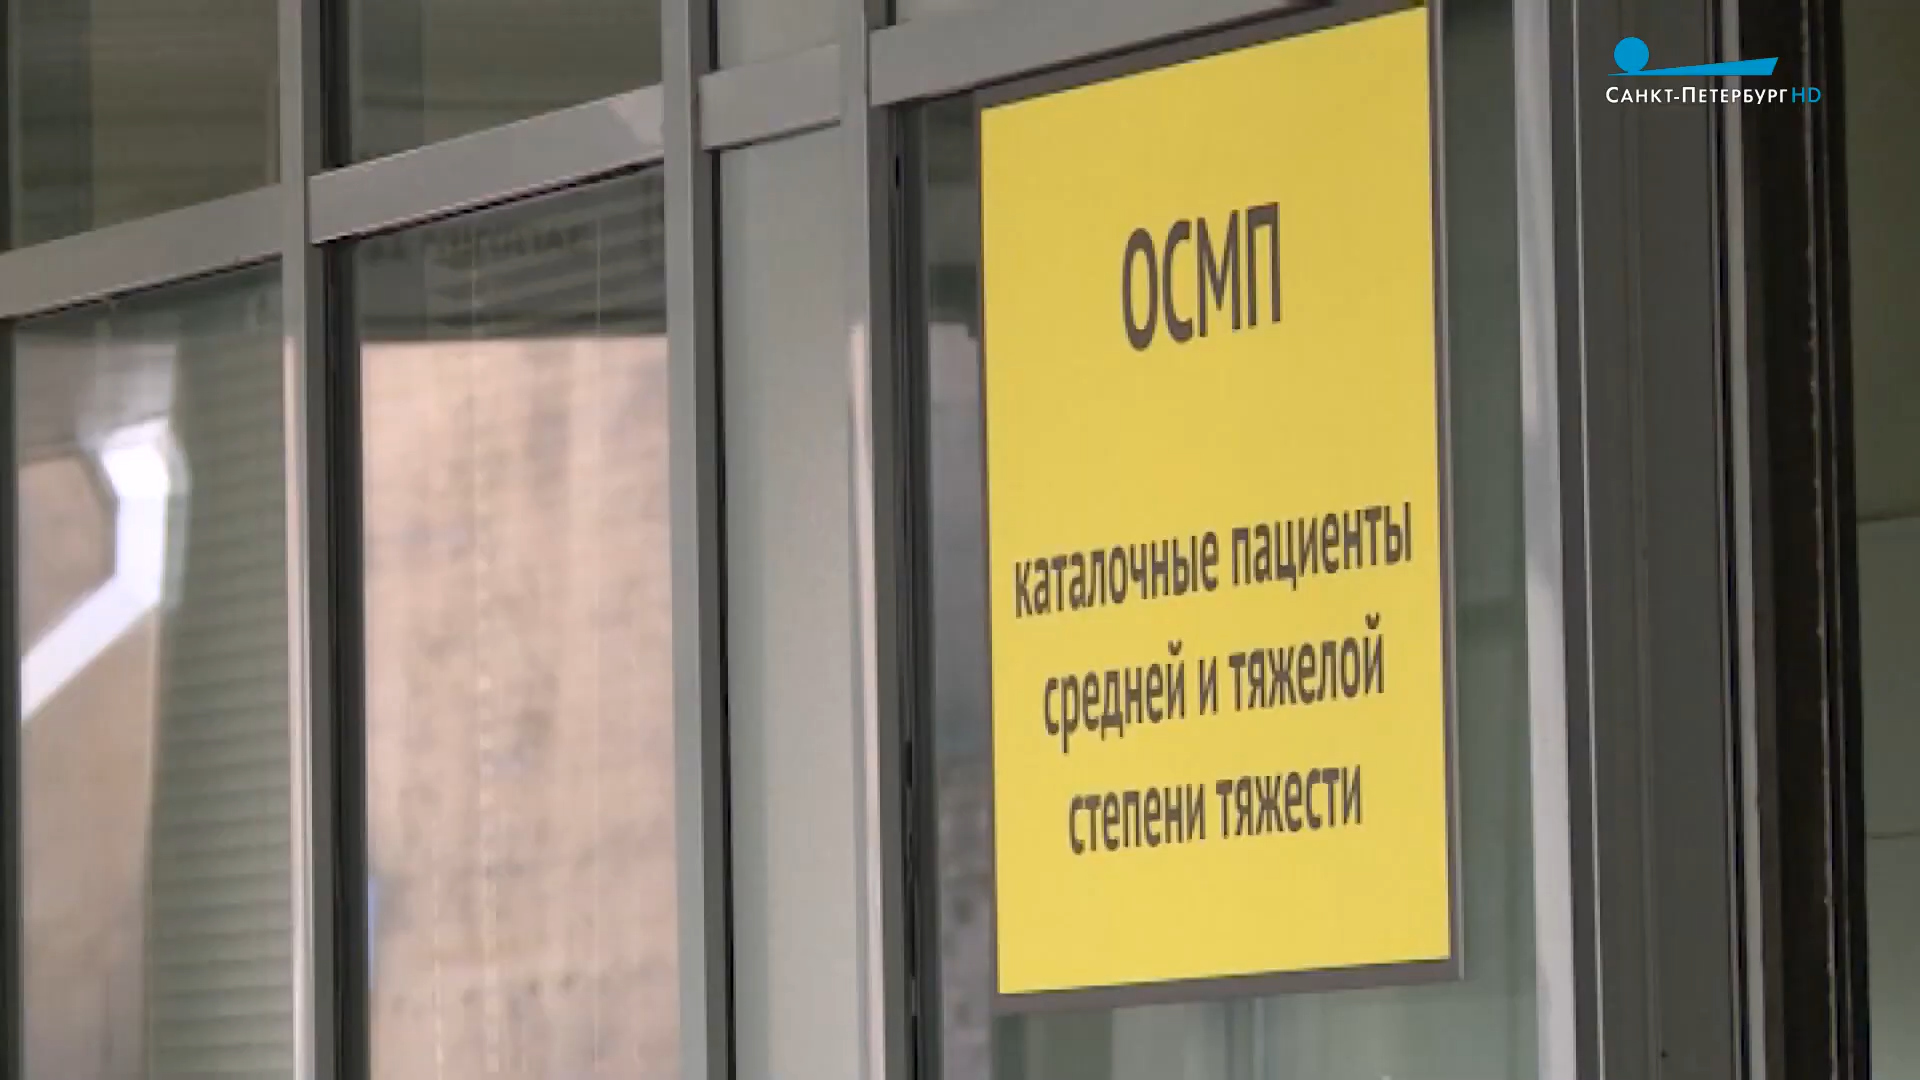 САНКТ-ПЕТЕРБУРГ HD
ОСМП
каталочные пациенты
средней и тяжелой
степени тяжести